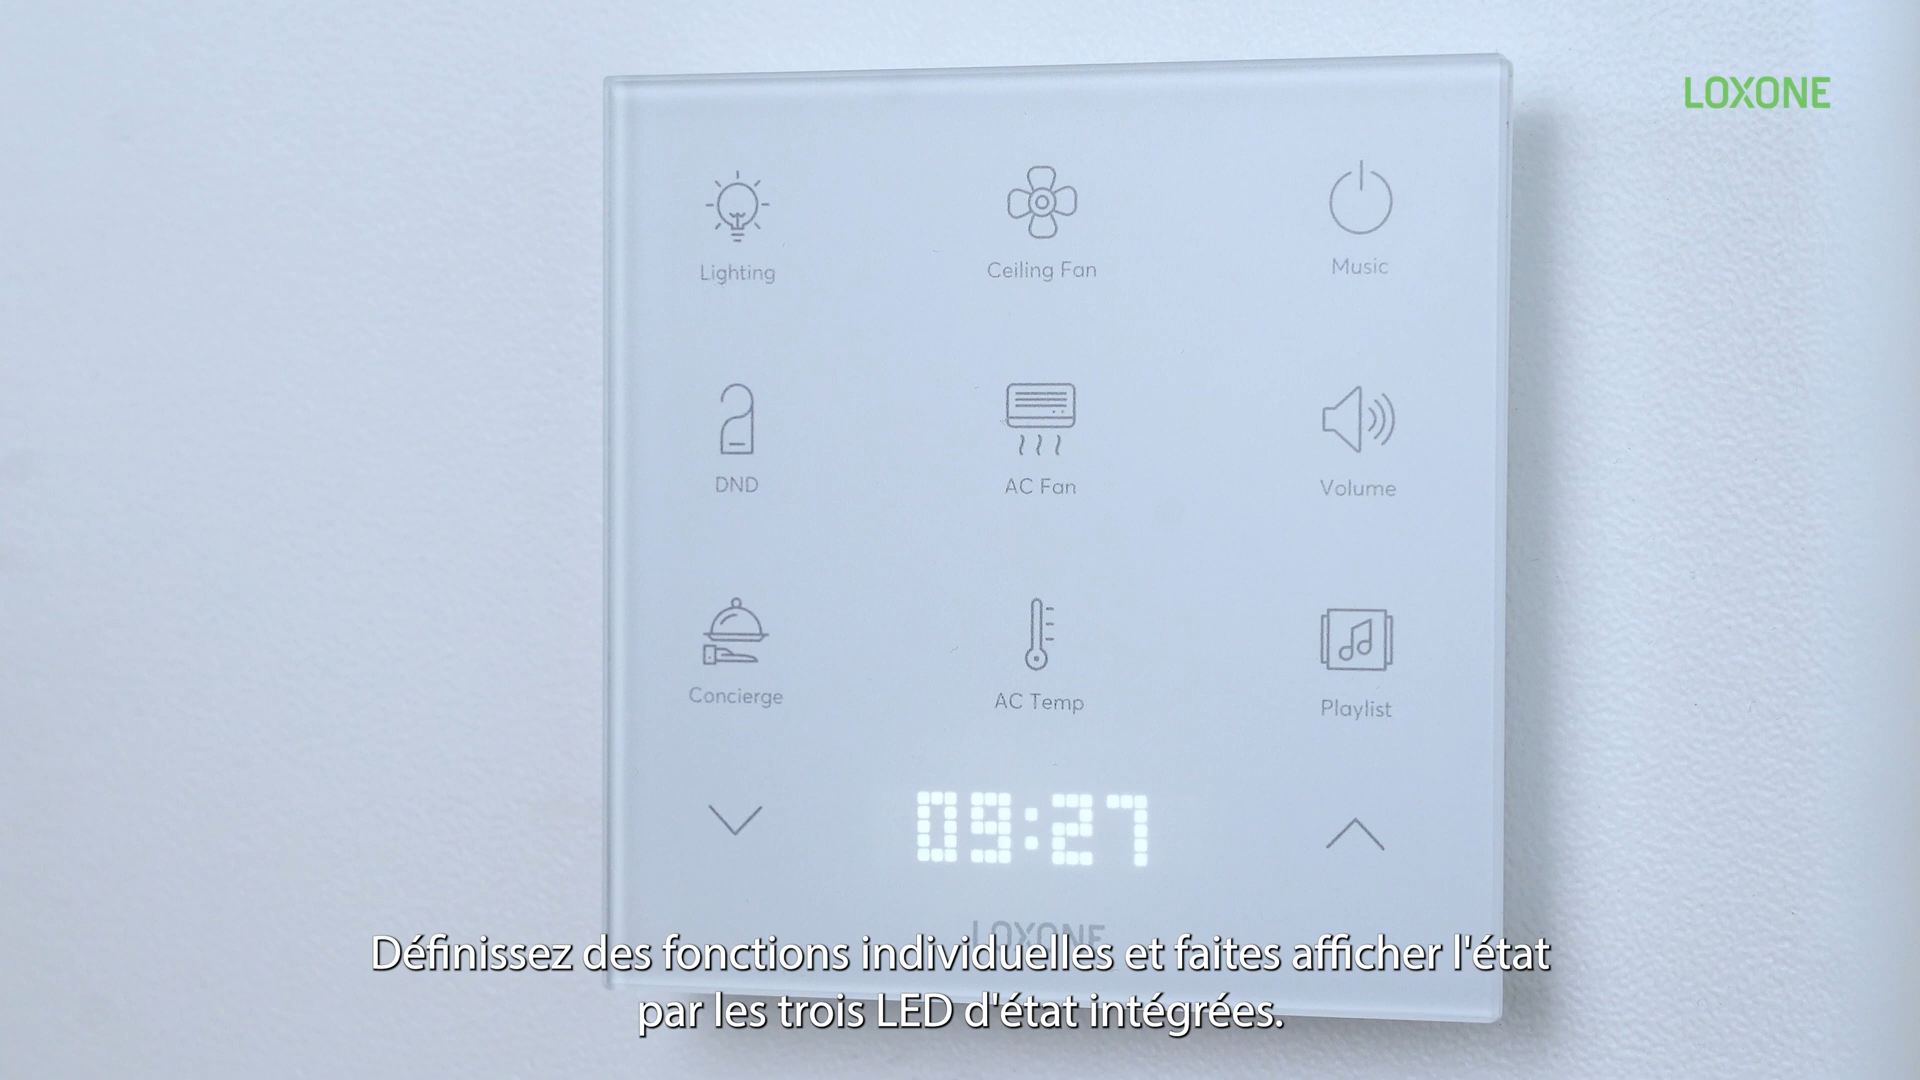 LOXONE
Lighting
Ceiling Fan
Music
DND
AC Fan
Volume
Concierge
AC Temp
Playlist
09:27
LOXONE
Définissez des fonctions individuelles et faites afficher l'état
par les trois LED d'état intégrées.